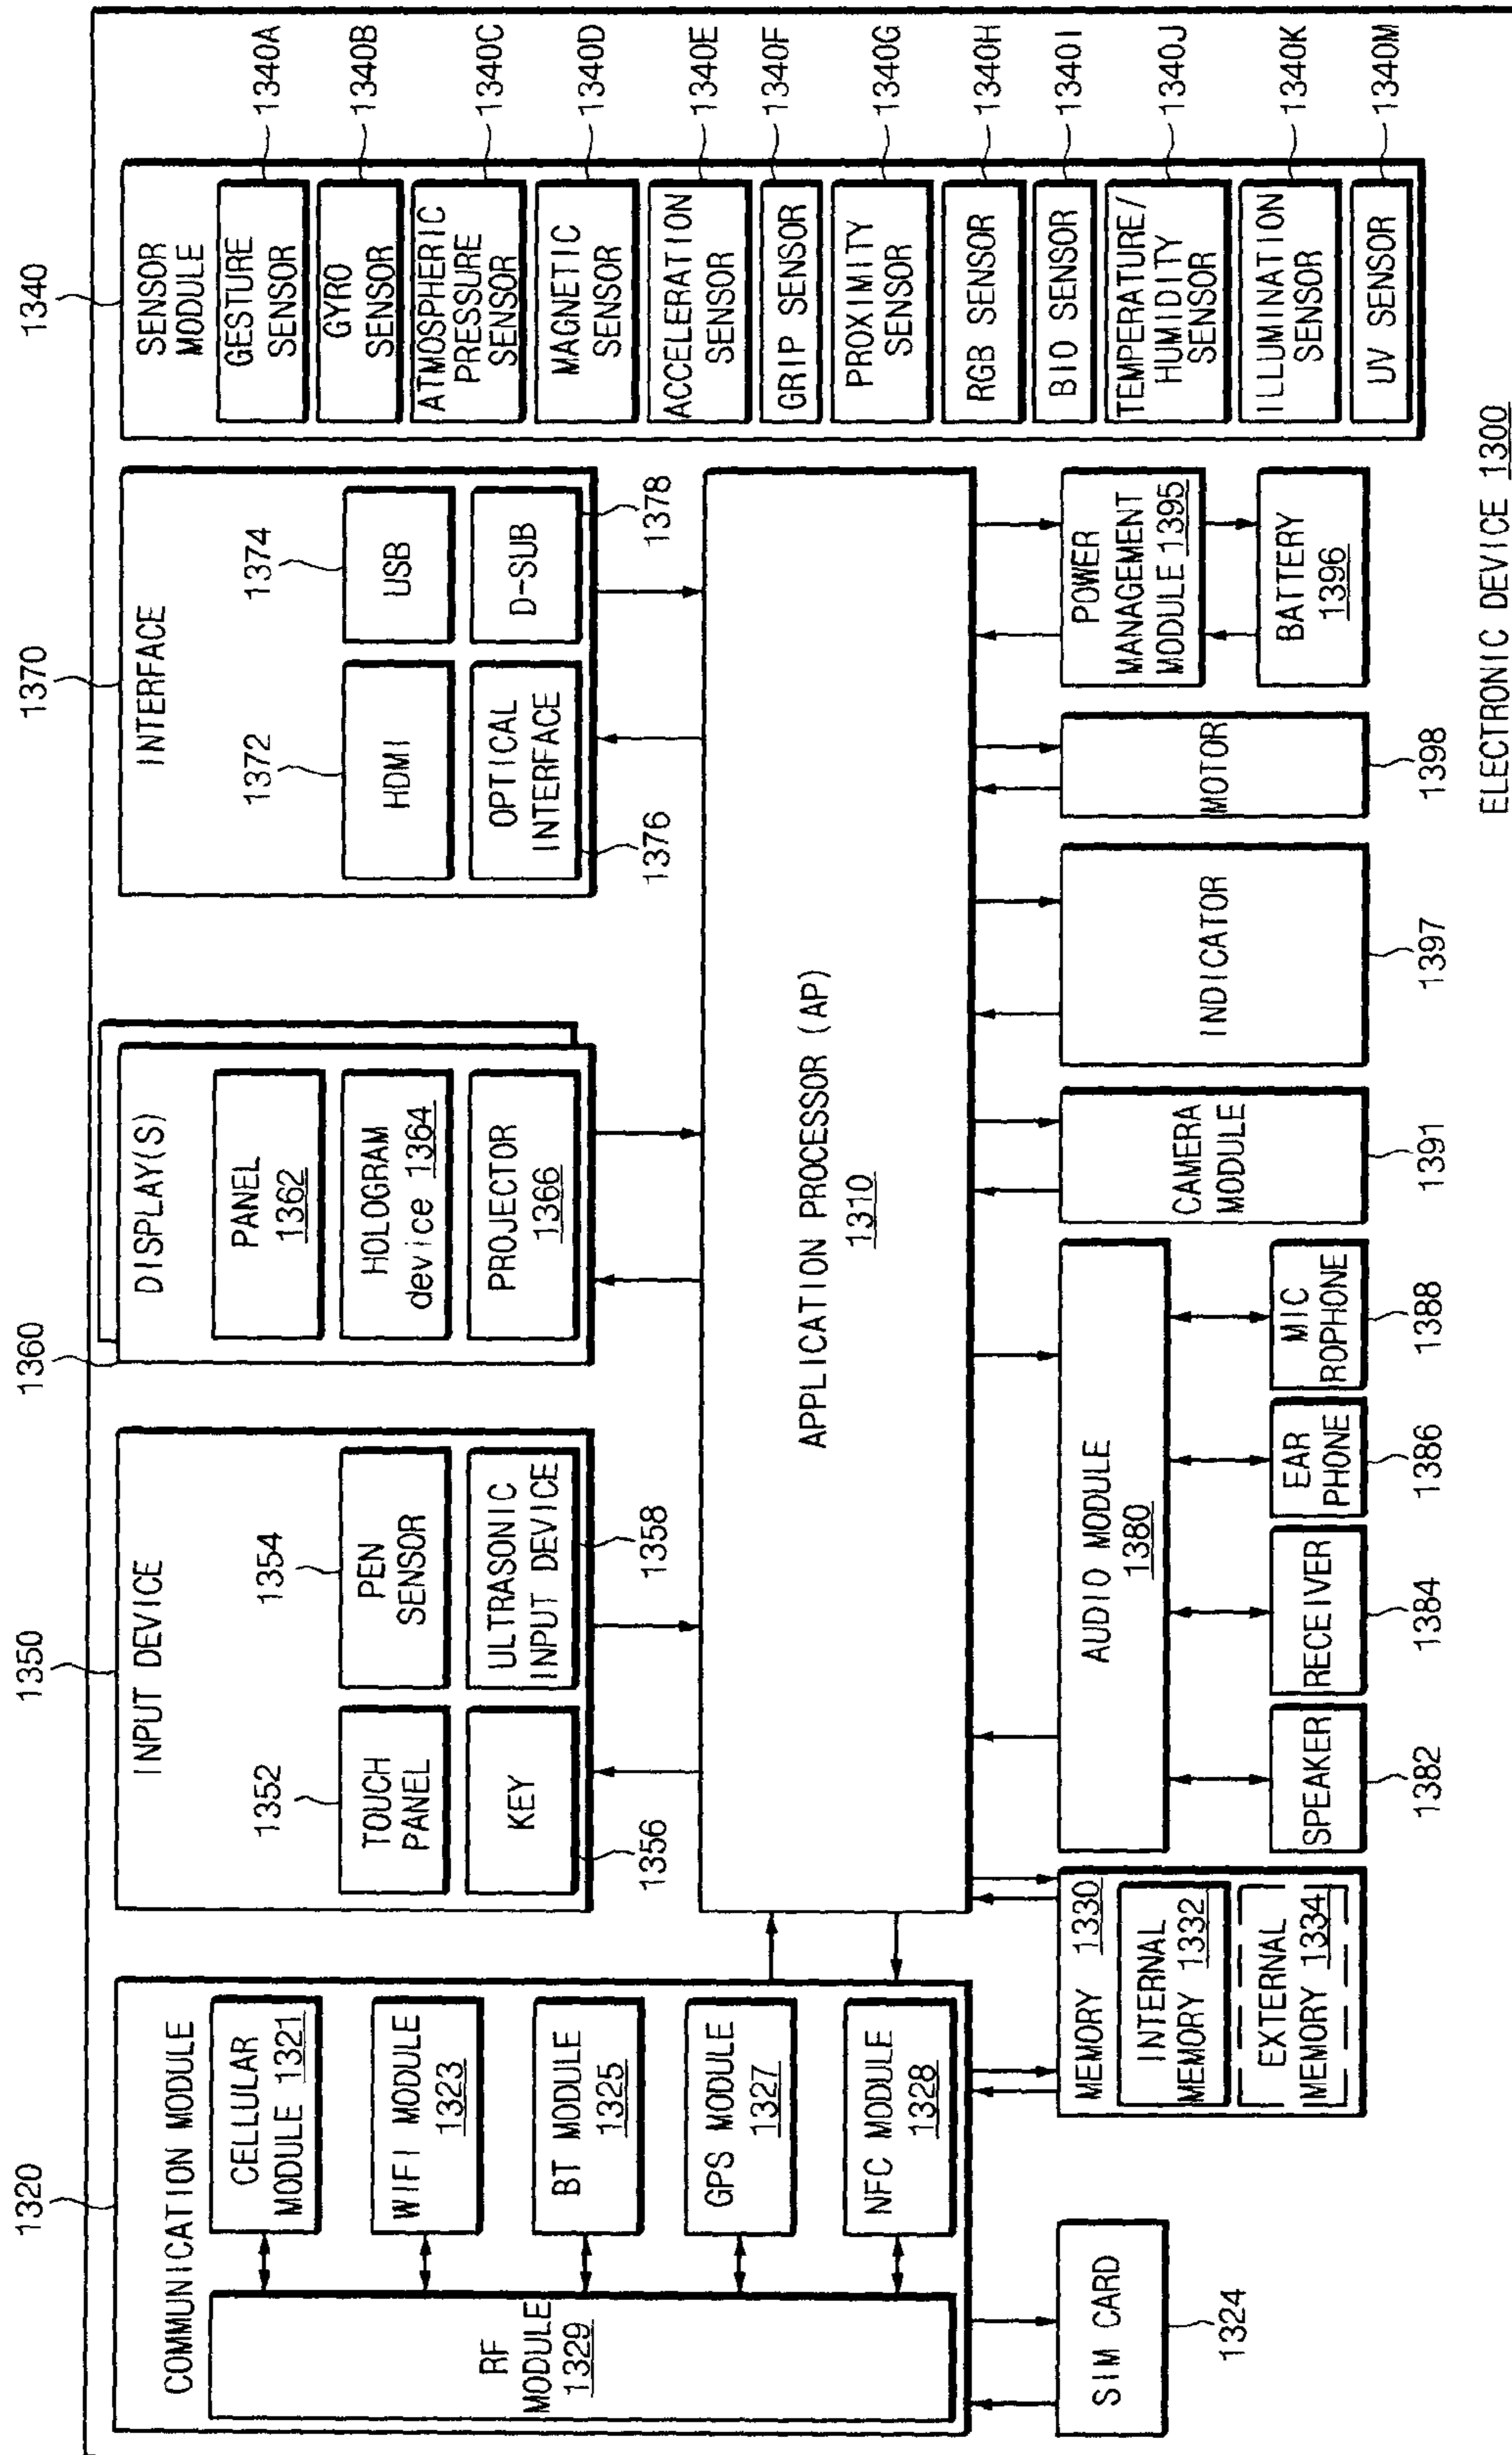 1320
COMMUNICATION MODULE
RF
MODULE
1329
CELLULAR
MODULE 1321
WIFI MODULE
1323
BT MODULE
1325
GPS MODULE
1327
NFC MODULE
1328
SIM CARD
1324
1350
INPUT DEVICE
1352
TOUCH
PANEL
1354
PEN
SENSOR
KEY
1356
ULTRASONIC
INPUT DEVICE
1358
1360
DISPLAY(S)
PANEL
1362
HOLOGRAM
device 1364
PROJECTOR
1366
1370
INTERFACE
1372
HDMI
1374
USB
OPTICAL
INTERFACE
1376
D-SUB
1378
1340
SENSOR
MODULE
GESTURE
SENSOR
1340A
GYRO
SENSOR
1340B
ATMOSPHERIC
PRESSURE
SENSOR
1340C
MAGNETIC
SENSOR
1340D
ACCELERATION
SENSOR
1340E
GRIP SENSOR
1340F
PROXIMITY
SENSOR
1340G
RGB SENSOR
1340H
BIO SENSOR
1340I
TEMPERATURE/
HUMIDITY
SENSOR
1340J
ILLUMINATION
SENSOR
1340K
UV SENSOR
1340M
APPLICATION PROCESSOR (AP)
1310
MEMORY 1330
INTERNAL
MEMORY 1332
EXTERNAL
MEMORY 1334
AUDIO MODULE
1380
SPEAKER
1382
RECEIVER
1384
EAR
PHONE
1386
MIC
ROPHONE
1388
CAMERA
MODULE
1391
INDICATOR
1397
MOTOR
1398
POWER
MANAGEMENT
MODULE 1395
BATTERY
1396
ELECTRONIC DEVICE 1300